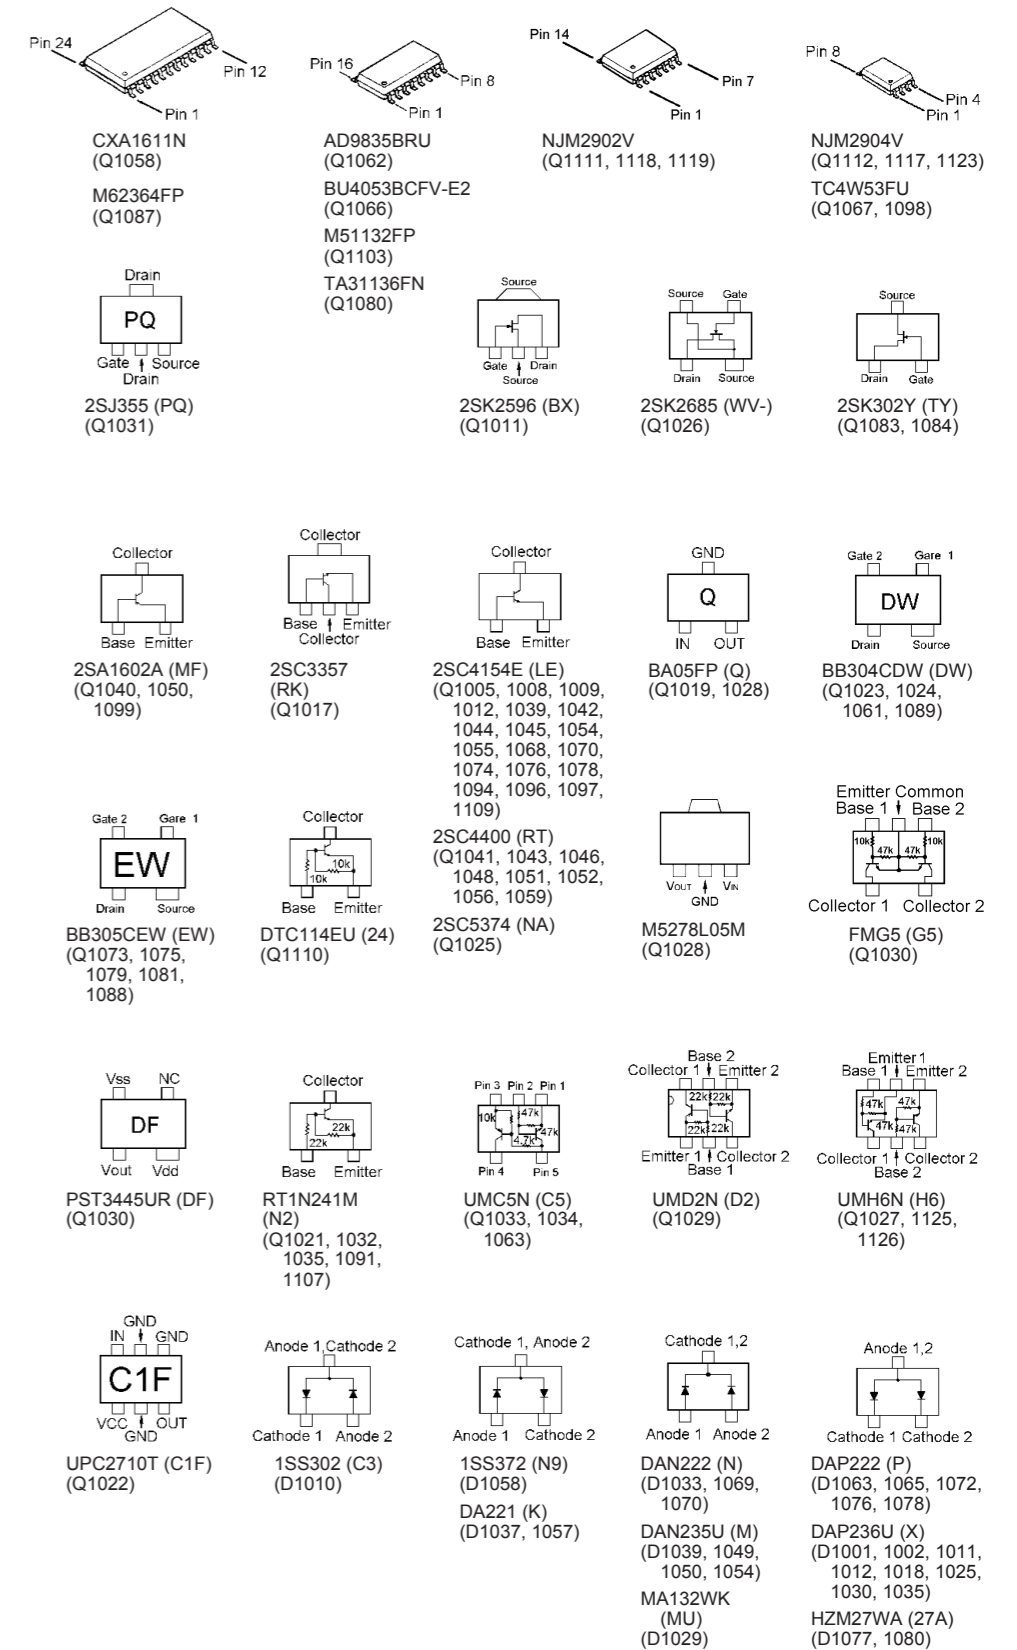 Pin 24
Pin 12
Pin 1
CXA1611N
(Q1058)
M62364FP
(Q1087)
Pin 16
Pin 8
Pin 1
AD9835BRU
(Q1062)
BU4053BCFV-E2
(Q1066)
M51132FP
(Q1103)
TA31136FN
(Q1080)
Pin 14
Pin 7
Pin 1
NJM2902V
(Q1111, 1118, 1119)
Pin 8
Pin 4
Pin 1
NJM2904V
(Q1112, 1117, 1123)
TC4W53FU
(Q1067, 1098)
Drain
PQ
Gate Source
Drain
2SJ355 (PQ)
(Q1031)
Source
Gate Drain
Source
2SK2596 (BX)
(Q1011)
Source Gate
Drain Source
2SK2685 (WV-)
(Q1026)
Source
Drain Gate
2SK302Y (TY)
(Q1083, 1084)
Collector
Base Emitter
2SA1602A (MF)
(Q1040, 1050,
1099)
Collector
Base Emitter
Collector
2SC3357
(RK)
(Q1017)
Collector
Base Emitter
2SC4154E (LE)
(Q1005, 1008, 1009,
1012, 1039, 1042,
1044, 1045, 1054,
1055, 1068, 1070,
1074, 1076, 1078,
1094, 1096, 1097,
1109)
2SC4400 (RT)
(Q1041, 1043, 1046,
1048, 1051, 1052,
1056, 1059)
2SC5374 (NA)
(Q1025)
GND
Q
IN OUT
BA05FP (Q)
(Q1019, 1028)
Gate 2 Gare 1
DW
Drain Source
BB304CDW (DW)
(Q1023, 1024,
1061, 1089)
Gate 2 Gare 1
EW
Drain Source
BB305CEW (EW)
(Q1073, 1075,
1079, 1081,
1088)
Collector
10k
10k
Base Emitter
DTC114EU (24)
(Q1110)
VOUT VIN
GND
M5278L05M
(Q1028)
Emitter Common
Base 1 Base 2
10k 10k
47k 47k
Collector 1 Collector 2
FMG5 (G5)
(Q1030)
Vss NC
DF
Vout Vdd
PST3445UR (DF)
(Q1030)
Collector
22k
22k
Base Emitter
RT1N241M
(N2)
(Q1021, 1032,
1035, 1091,
1107)
Pin 3 Pin 2 Pin 1
10k 47k
47k
4.7k
Pin 4 Pin 5
UMC5N (C5)
(Q1033, 1034,
1063)
Base 2
Collector 1 Emitter 2
22k 22k
22k 22k
Emitter 1 Collector 2
Base 1
UMD2N (D2)
(Q1029)
Emitter 1
Base 1 Emitter 2
47k 47k
47k 47k
Collector 1 Collector 2
Base 2
UMH6N (H6)
(Q1027, 1125,
1126)
GND
IN GND
C1F
VCC OUT
GND
UPC2710T (C1F)
(Q1022)
Anode 1,Cathode 2
Cathode 1 Anode 2
1SS302 (C3)
(D1010)
Cathode 1, Anode 2
Anode 1 Cathode 2
1SS372 (N9)
(D1058)
DA221 (K)
(D1037, 1057)
Cathode 1,2
Anode 1 Anode 2
DAN222 (N)
(D1033, 1069,
1070)
DAN235U (M)
(D1039, 1049,
1050, 1054)
MA132WK
(MU)
(D1029)
Anode 1,2
Cathode 1 Cathode 2
DAP222 (P)
(D1063, 1065, 1072,
1076, 1078)
DAP236U (X)
(D1001, 1002, 1011,
1012, 1018, 1025,
1030, 1035)
HZM27WA (27A)
(D1077, 1080)